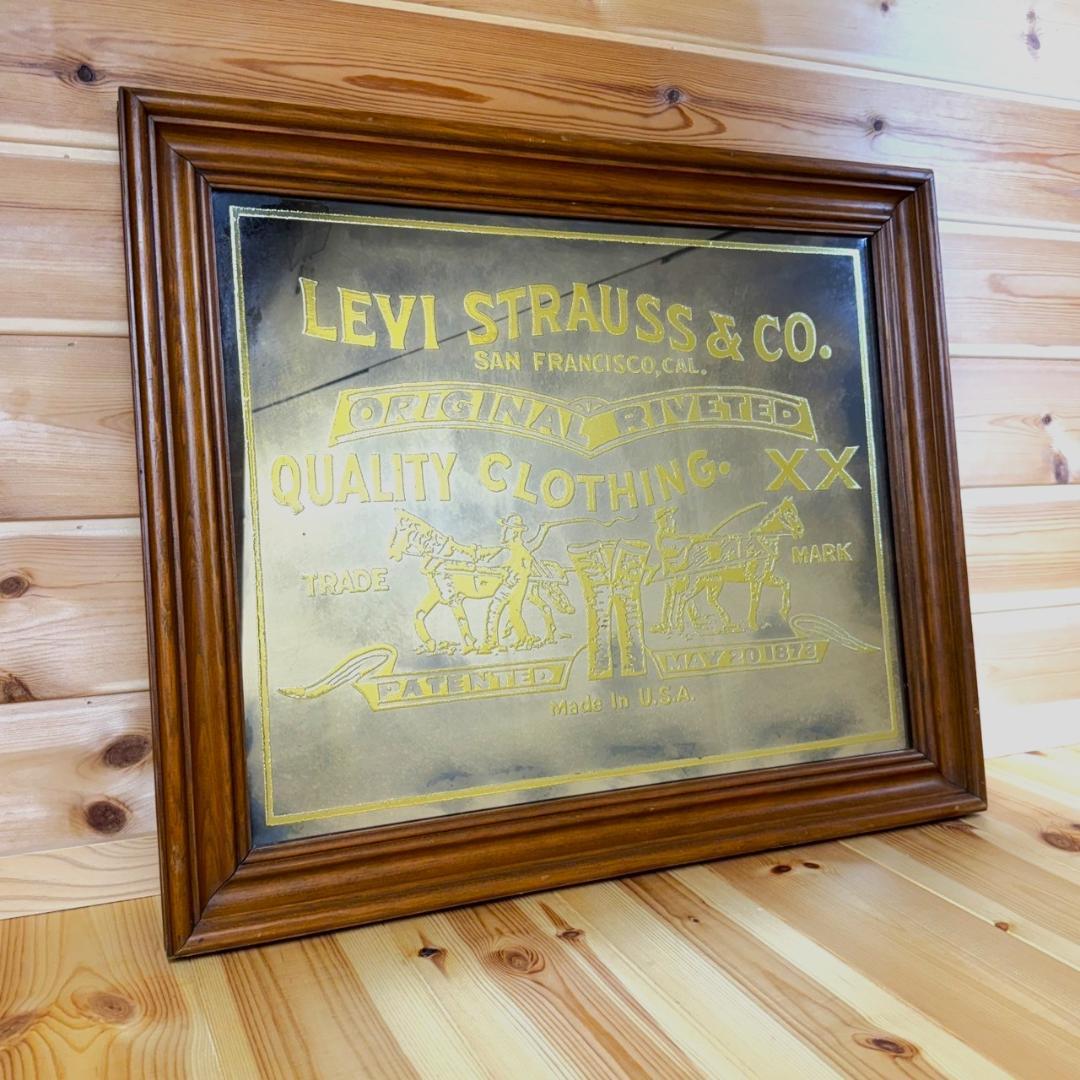 LEVI STRAUSS & CO.
SAN FRANCISCO, CAL.
ORIGINAL RIVETED
QUALITY CLOTHING. XX
TRADE MARK
PATENTED MAY 20 1873
Made In U.S.A.